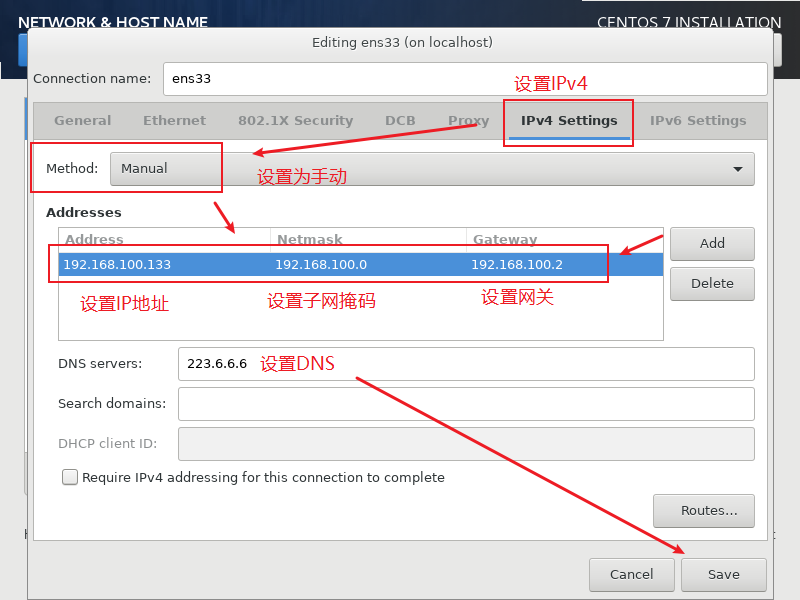 NETWORK & HOST NAME
CENTOS 7 INSTALLATION
Editing ens33 (on localhost)
Connection name: ens33
设置IPv4
General Ethernet 802.1X Security DCB Proxy IPv4 Settings IPv6 Settings
Method: Manual
设置为手动
Addresses
Address Netmask Gateway Add
192.168.100.133 192.168.100.0 192.168.100.2
Delete
设置IP地址 设置子网掩码 设置网关
DNS servers: 223.6.6.6 设置DNS
Search domains:
DHCP client ID:
Require IPv4 addressing for this connection to complete
Routes...
Cancel Save